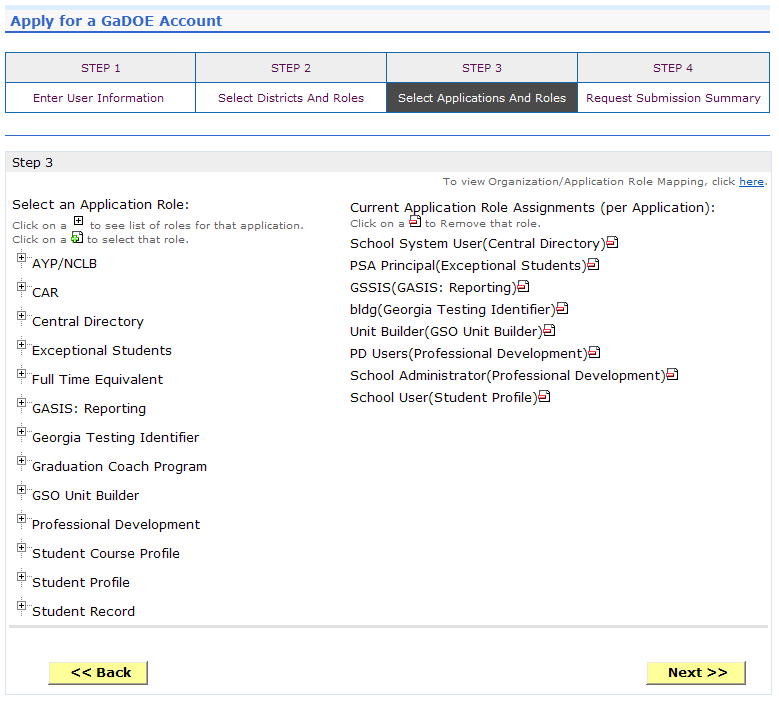 Apply for a GaDOE Account
STEP 1
STEP 2
STEP 3
STEP 4
Enter User Information
Select Districts And Roles
Select Applications And Roles
Request Submission Summary
Step 3
To view Organization/Application Role Mapping, click here.
Select an Application Role:
Click on a to see list of roles for that application.
Click on a to select that role.
AYP/NCLB
CAR
Central Directory
Exceptional Students
Full Time Equivalent
GASIS: Reporting
Georgia Testing Identifier
Graduation Coach Program
GSO Unit Builder
Professional Development
Student Course Profile
Student Profile
Student Record
Current Application Role Assignments (per Application):
Click on a to Remove that role.
School System User(Central Directory)
PSA Principal(Exceptional Students)
GSSIS(GASIS: Reporting)
bldg(Georgia Testing Identifier)
Unit Builder(GSO Unit Builder)
PD Users(Professional Development)
School Administrator(Professional Development)
School User(Student Profile)
<< Back
Next >>